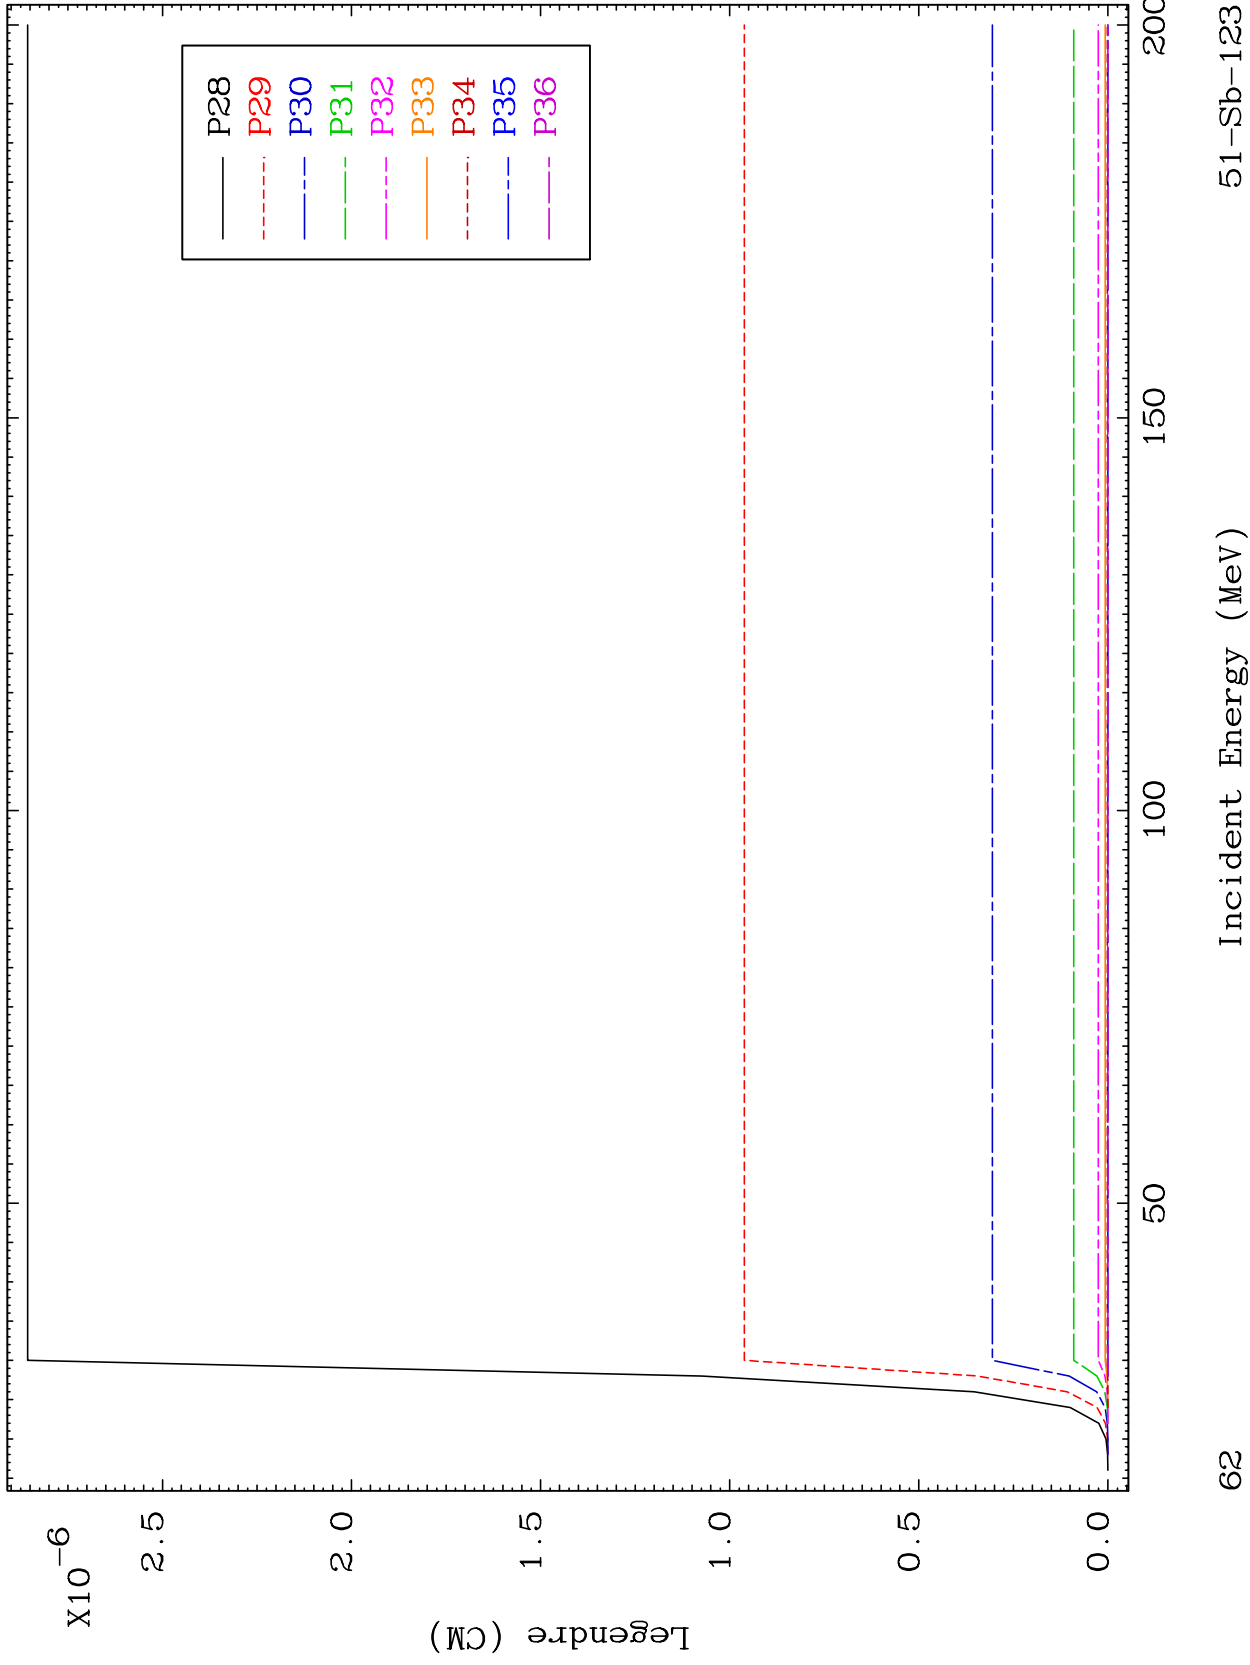 X10-6
2.5
2.0
1.5
1.0
0.5
0.0
Legendre (CM)
P28
P29
P30
P31
P32
P33
P34
P35
P36
50
100
150
200
62
Incident Energy (MeV)
51-Sb-123